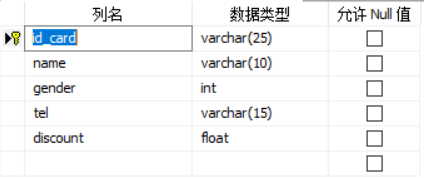 列名 数据类型 允许 Null 值
id_card varchar(25)
name varchar(10)
gender int
tel varchar(15)
discount float